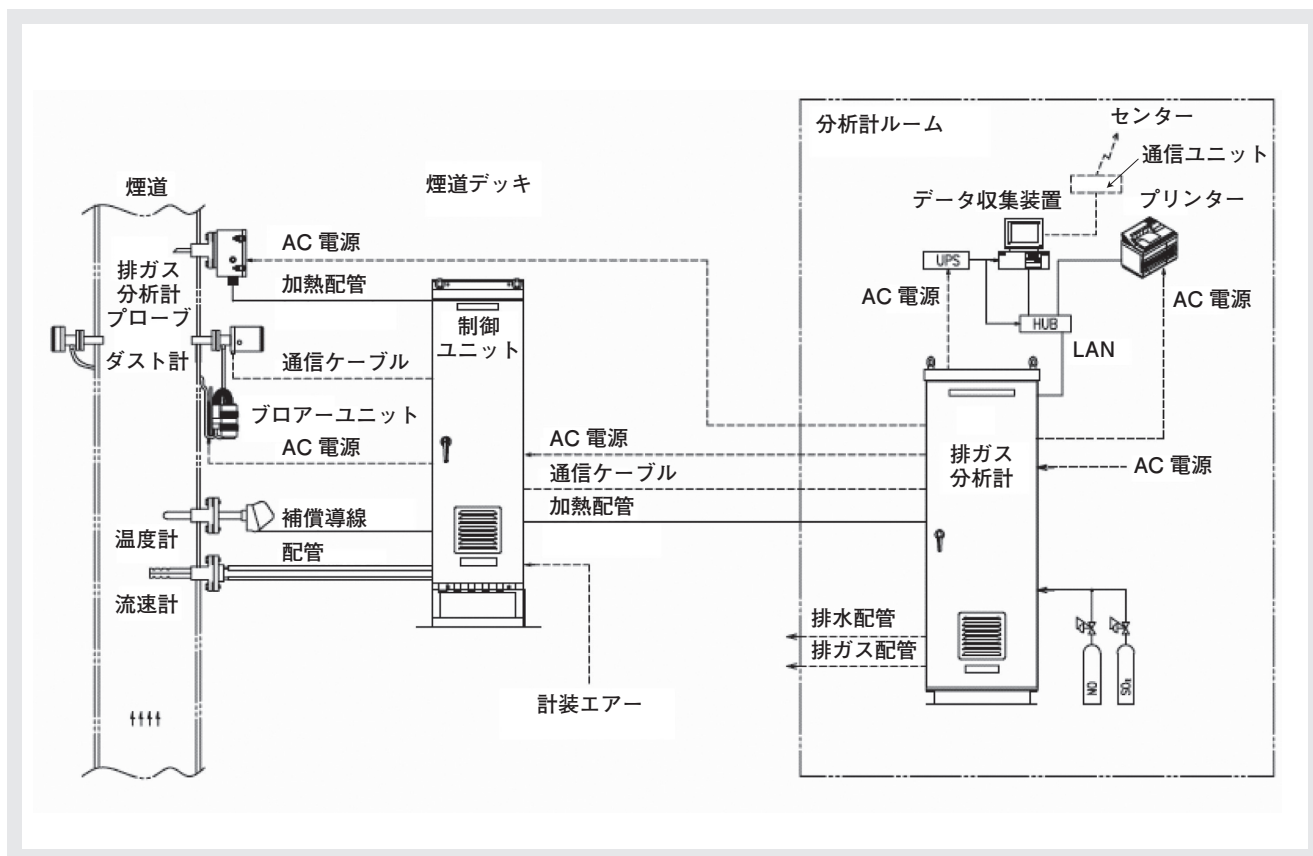 分析計ルーム
センター
通信ユニット
データ収集装置
プリンター
UPS
AC 電源
AC 電源
HUB
LAN
煙道
煙道デッキ
AC 電源
排ガス
分析計
プローブ
加熱配管
制御
ユニット
ダスト計
通信ケーブル
ブロアーユニット
AC 電源
AC 電源
通信ケーブル
加熱配管
排ガス
分析計
AC 電源
補償導線
温度計
配管
流速計
排水配管
排ガス配管
計装エアー
NO
SO₂